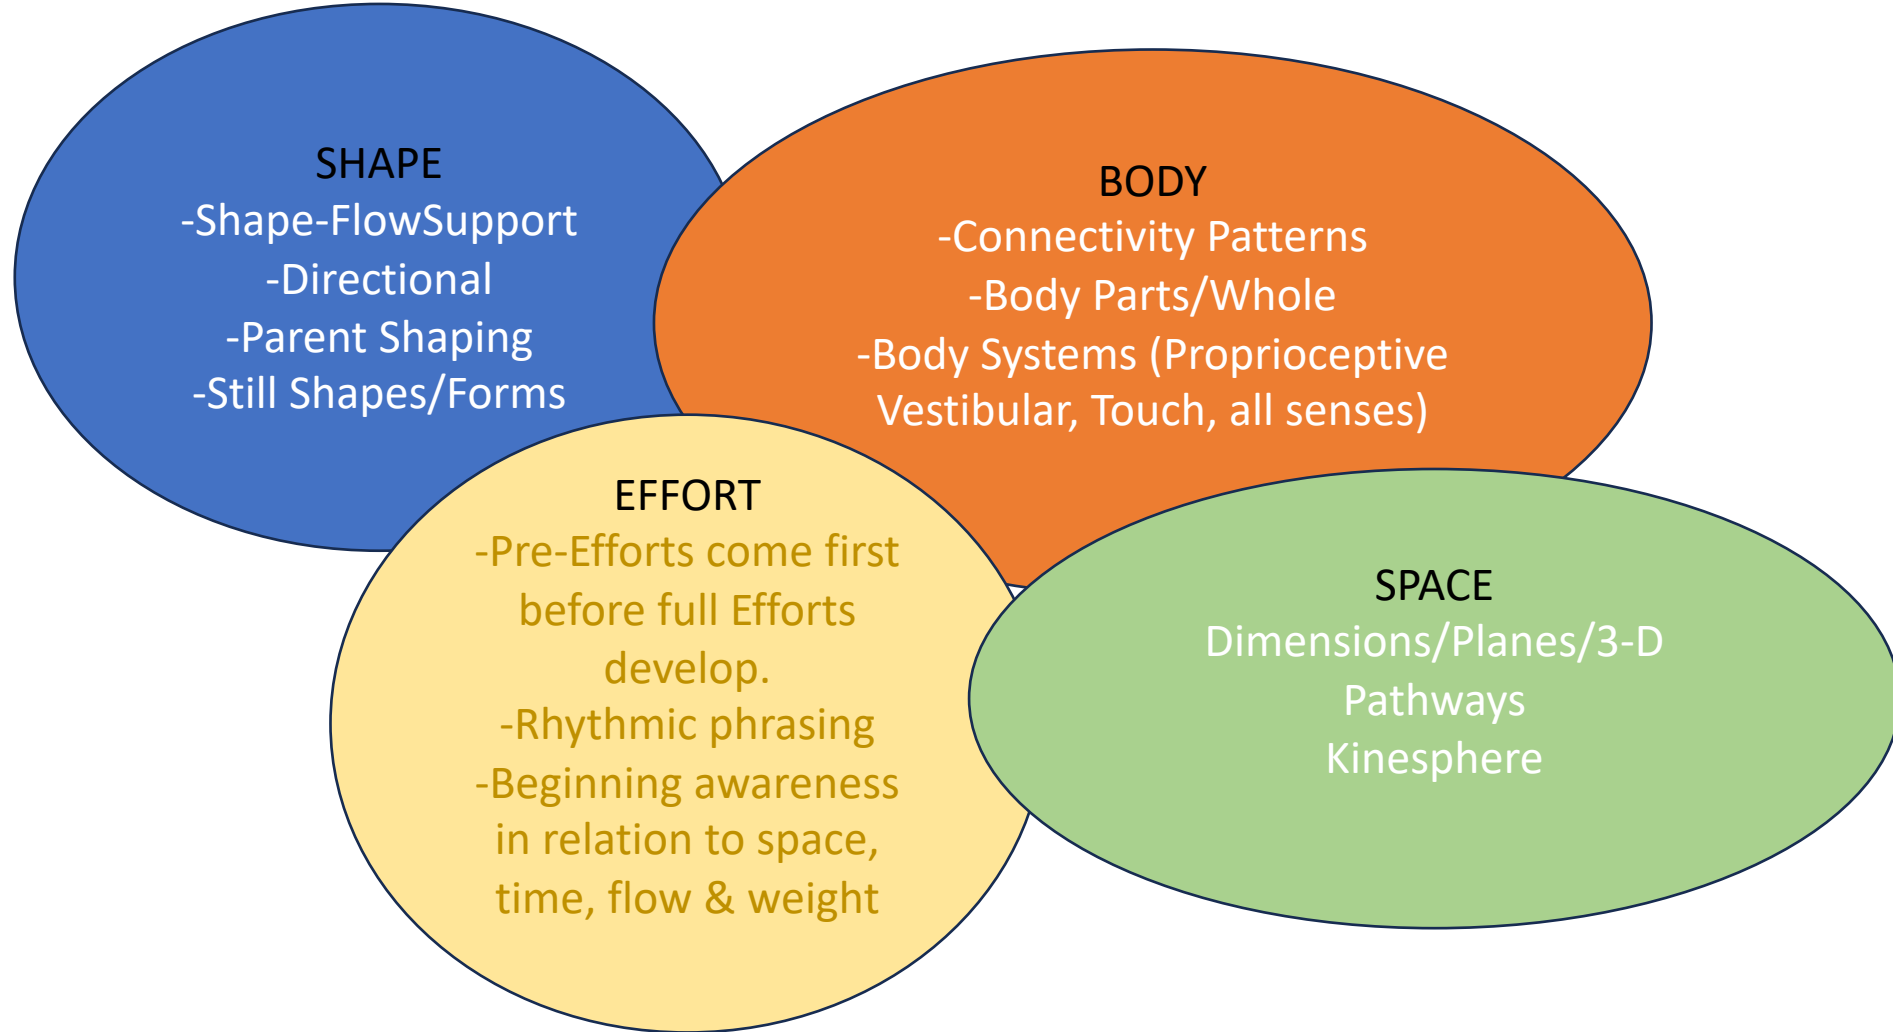 SHAPE
-Shape-FlowSupport
-Directional
-Parent Shaping
-Still Shapes/Forms
BODY
-Connectivity Patterns
-Body Parts/Whole
-Body Systems (Proprioceptive
Vestibular, Touch, all senses)
EFFORT
-Pre-Efforts come first
before full Efforts
develop.
-Rhythmic phrasing
-Beginning awareness
in relation to space,
time, flow & weight
SPACE
Dimensions/Planes/3-D
Pathways
Kinesphere